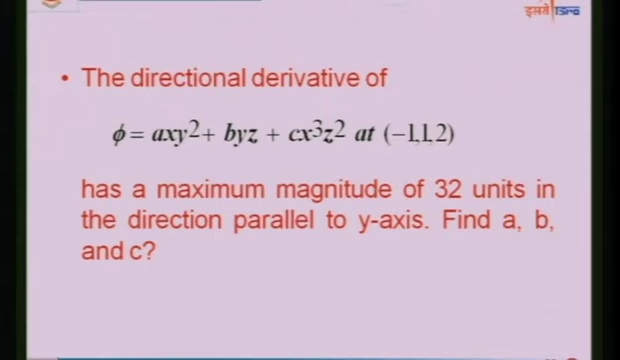 • The directional derivative of
ϕ = axy²+ byz + cx³z² at (−1,1,2)
has a maximum magnitude of 32 units in
the direction parallel to y-axis. Find a, b,
and c?